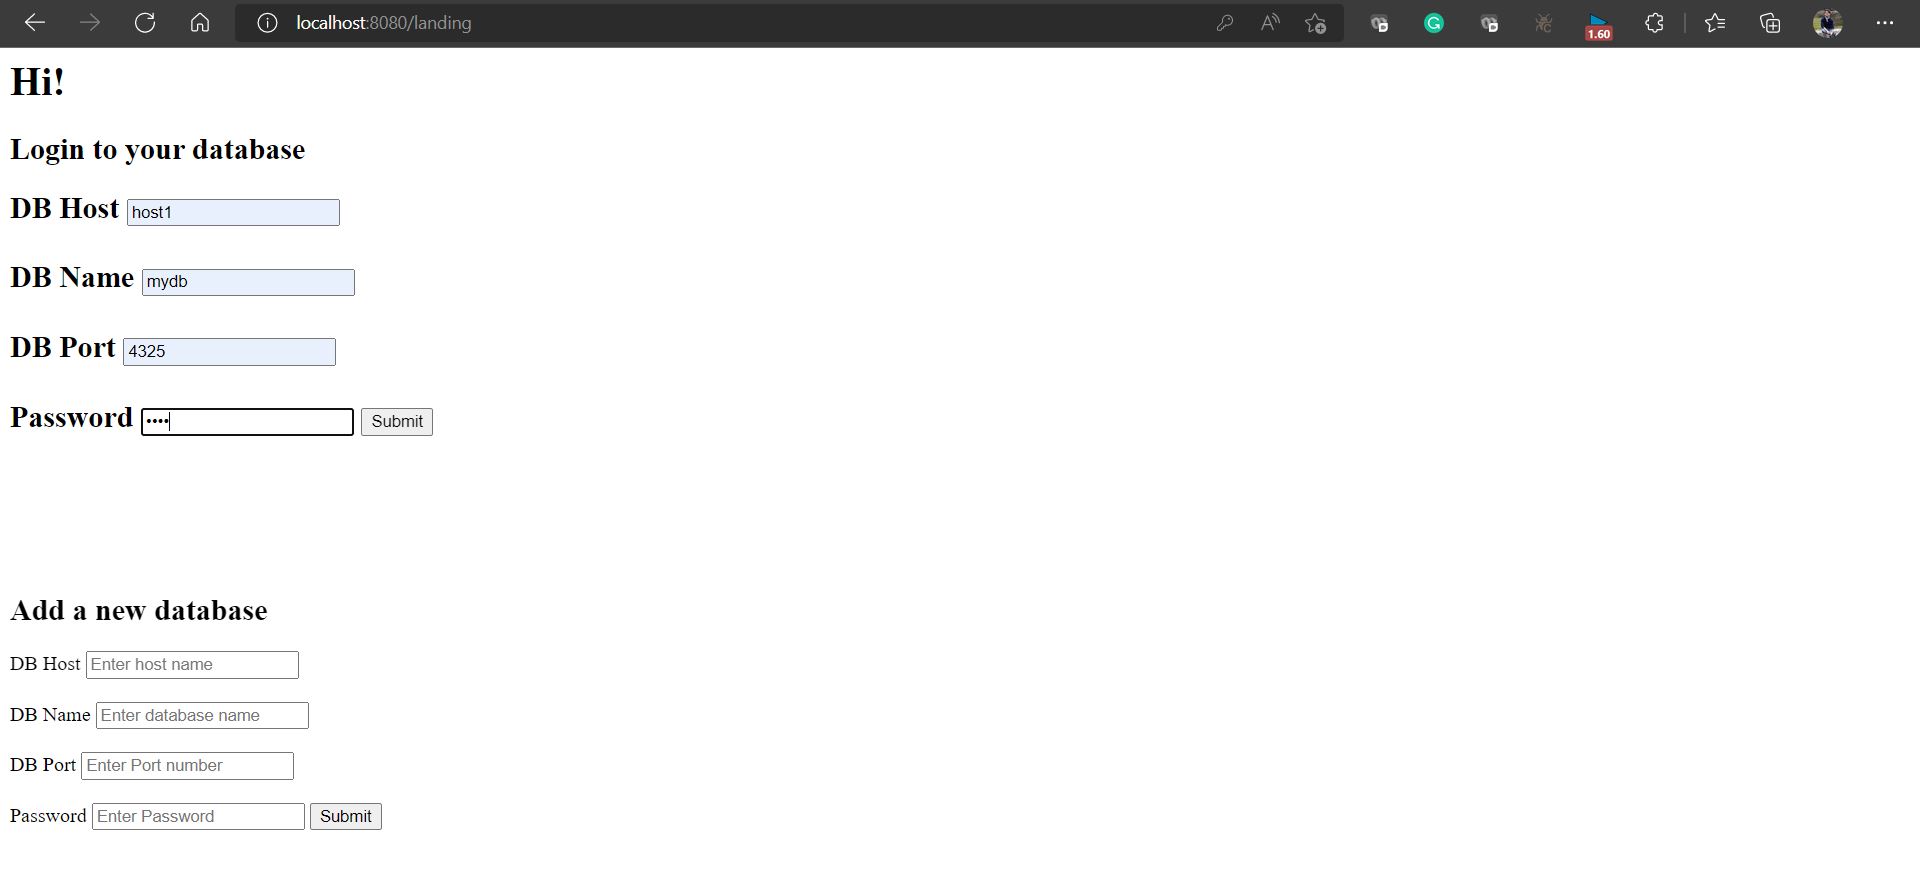 localhost:8080/landing
1.60
Hi!
Login to your database
DB Host host1
DB Name mydb
DB Port 4325
Password •••• Submit
Add a new database
DB Host Enter host name
DB Name Enter database name
DB Port Enter Port number
Password Enter Password Submit